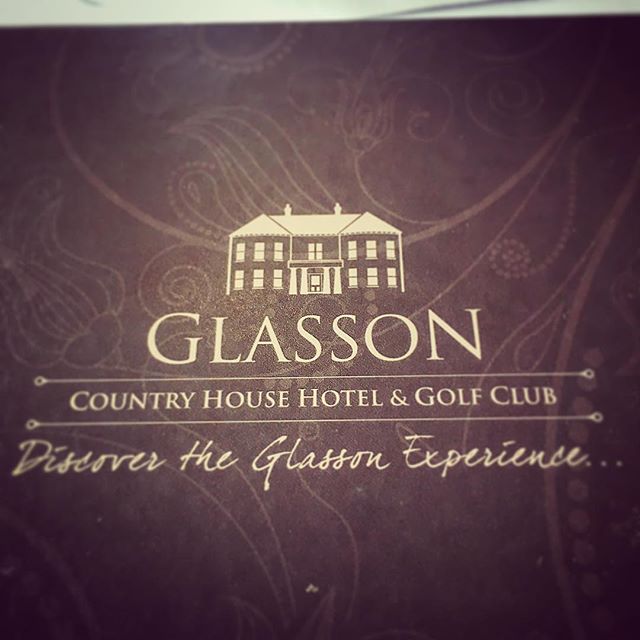 GLASSON
COUNTRY HOUSE HOTEL & GOLF CLUB
Discover the Glasson Experience...